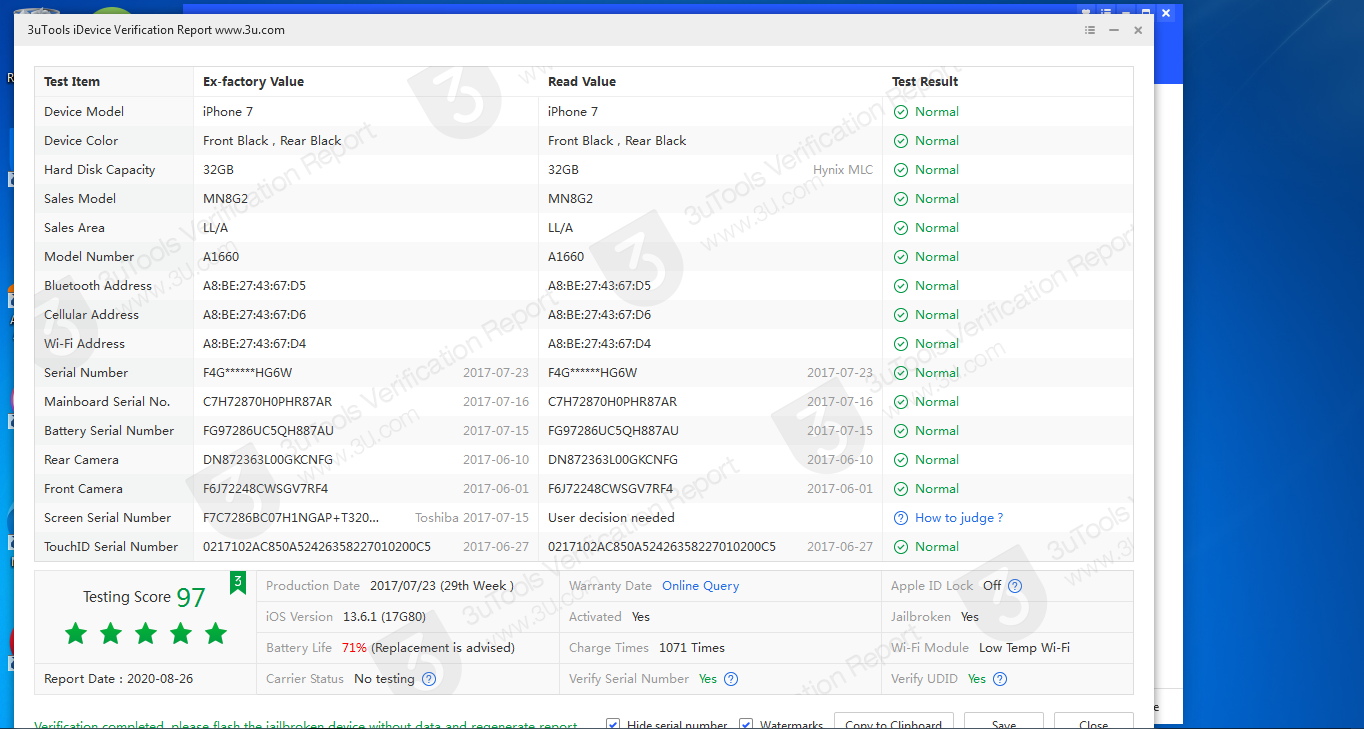 3uTools iDevice Verification Report www.3u.com
Test Item Ex-factory Value Read Value Test Result
Device Model iPhone 7 iPhone 7 Normal
Device Color Front Black , Rear Black Front Black , Rear Black Normal
Hard Disk Capacity 32GB 32GB Hynix MLC Normal
Sales Model MN8G2 MN8G2 Normal
Sales Area LL/A LL/A Normal
Model Number A1660 A1660 Normal
Bluetooth Address A8:BE:27:43:67:D5 A8:BE:27:43:67:D5 Normal
Cellular Address A8:BE:27:43:67:D6 A8:BE:27:43:67:D6 Normal
Wi-Fi Address A8:BE:27:43:67:D4 A8:BE:27:43:67:D4 Normal
Serial Number F4G******HG6W 2017-07-23 F4G******HG6W 2017-07-23 Normal
Mainboard Serial No. C7H72870H0PHR87AR 2017-07-16 C7H72870H0PHR87AR 2017-07-16 Normal
Battery Serial Number FG97286UC5QH887AU 2017-07-15 FG97286UC5QH887AU 2017-07-15 Normal
Rear Camera DN872363L00GKCNFG 2017-06-10 DN872363L00GKCNFG 2017-06-10 Normal
Front Camera F6J72248CWSGV7RF4 2017-06-01 F6J72248CWSGV7RF4 2017-06-01 Normal
Screen Serial Number F7C7286BC07H1NGAP+T320... Toshiba 2017-07-15 User decision needed How to judge ?
TouchID Serial Number 0217102AC850A52426358227010200C5 2017-06-27 0217102AC850A52426358227010200C5 2017-06-27 Normal
Testing Score 97
3
Production Date 2017/07/23 (29th Week ) Warranty Date Online Query Apple ID Lock Off
iOS Version 13.6.1 (17G80) Activated Yes Jailbroken Yes
Battery Life 71% (Replacement is advised) Charge Times 1071 Times Wi-Fi Module Low Temp Wi-Fi
Report Date : 2020-08-26 Carrier Status No testing Verify Serial Number Yes Verify UDID Yes
Verification completed, please flash the jailbroken device without data and regenerate report. Hide serial number Watermarks Copy to Clipboard Save Close
3uTools Verification Report
www.3u.com